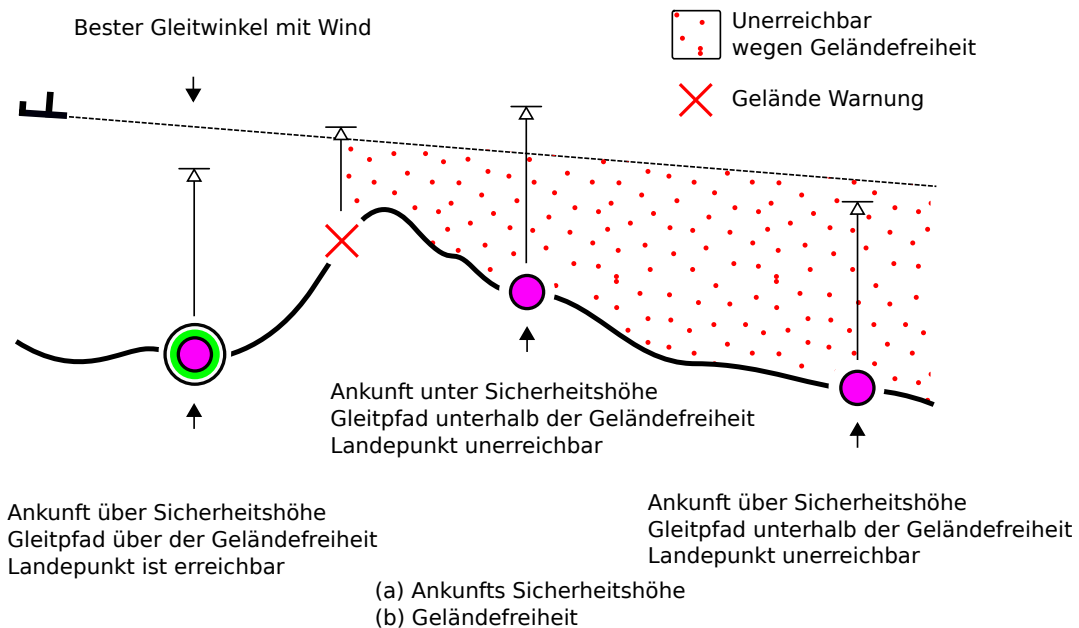 Bester Gleitwinkel mit Wind
Unerreichbar
wegen Geländefreiheit
Gelände Warnung
Ankunft unter Sicherheitshöhe
Gleitpfad unterhalb der Geländefreiheit
Landepunkt unerreichbar
Ankunft über Sicherheitshöhe
Gleitpfad über der Geländefreiheit
Landepunkt ist erreichbar
Ankunft über Sicherheitshöhe
Gleitpfad unterhalb der Geländefreiheit
Landepunkt unerreichbar
(a) Ankunfts Sicherheitshöhe
(b) Geländefreiheit